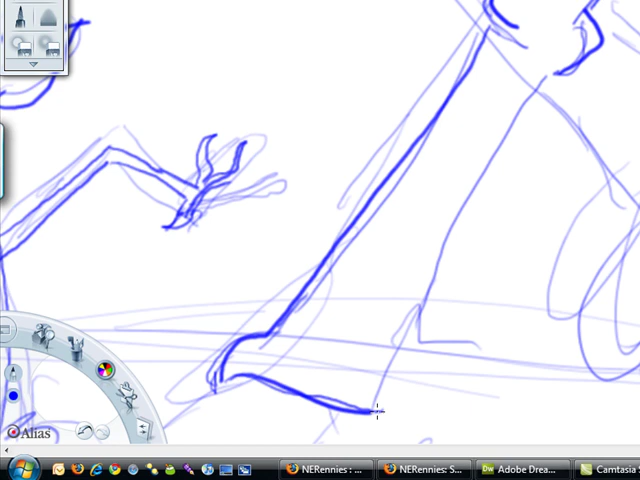 Alias
NERennies : ...
NERennies: S...
Adobe Drea...
Camtasia S